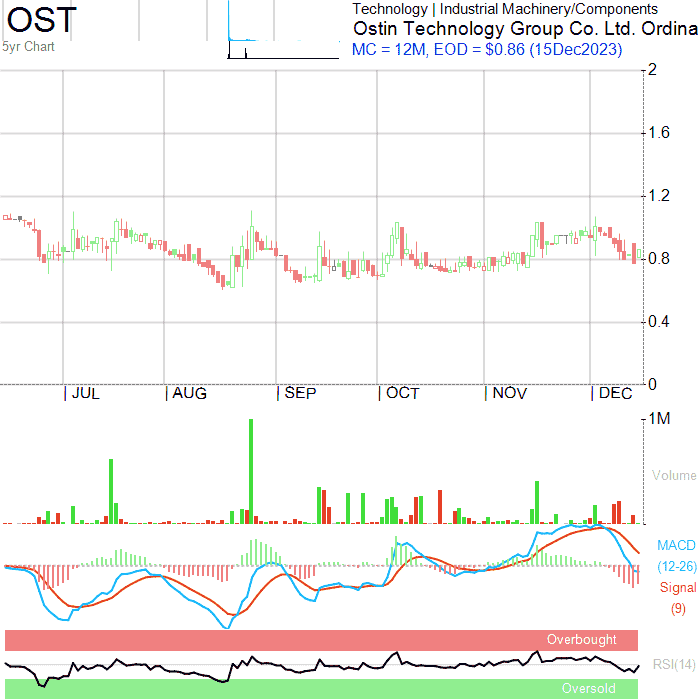 OST
5yr Chart
Technology | Industrial Machinery/Components
Ostin Technology Group Co. Ltd. Ordina
MC = 12M, EOD = $0.86 (15Dec2023)
2
1.6
1.2
0.8
0.4
0
JUL AUG SEP OCT NOV DEC
1M
Volume
MACD
(12-26)
Signal
(9)
Overbought
RSI(14)
Oversold